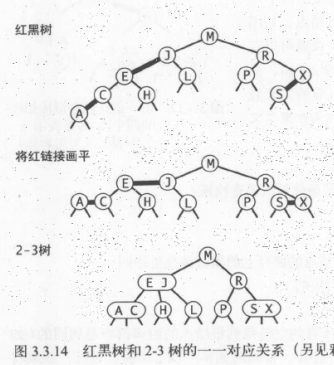 红黑树
M
J R
E L P X
C H S
A
将红链接画平
M
E J R
A C H L P S X
2-3树
M
E J R
A C H L P S X
图 3.3.14 红黑树和 2-3 树的一一对应关系（另见